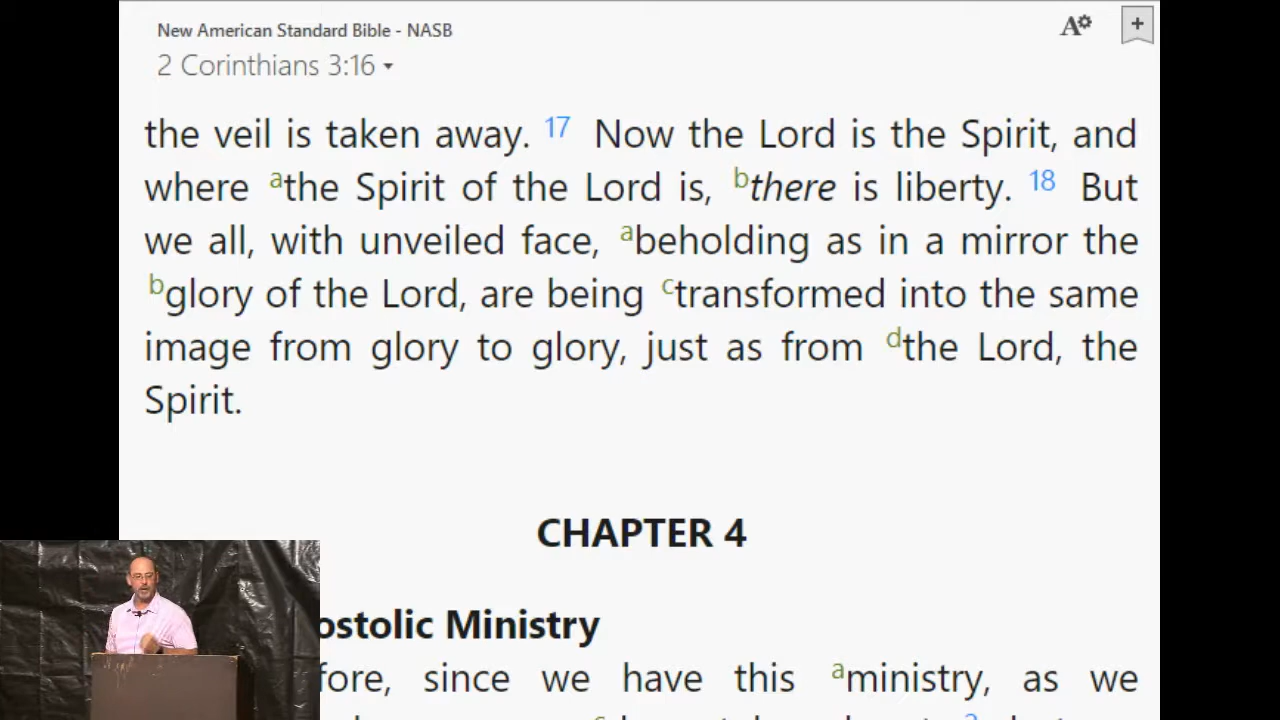 New American Standard Bible - NASB
A
2 Corinthians 3:16
the veil is taken away. 17 Now the Lord is the Spirit, and
where athe Spirit of the Lord is, bthere is liberty. 18 But
we all, with unveiled face, abeholding as in a mirror the
bglory of the Lord, are being ctransformed into the same
image from glory to glory, just as from dthe Lord, the
Spirit.
CHAPTER 4
ostolic Ministry
fore, since we have this aministry, as we